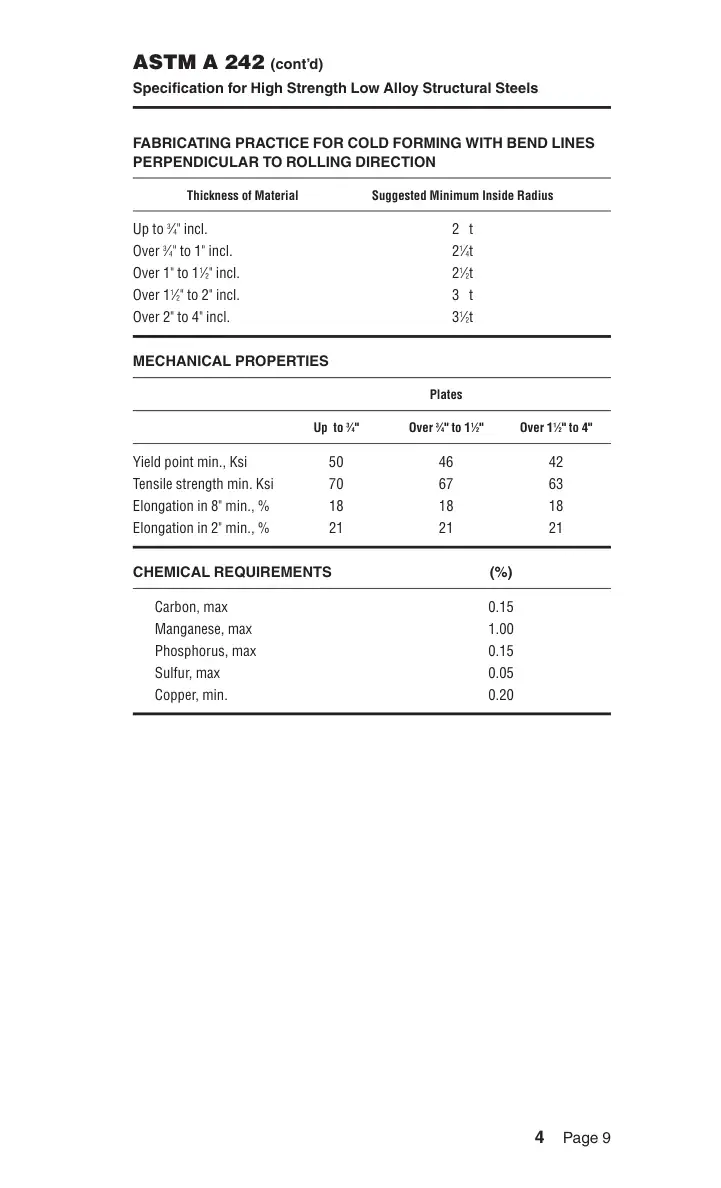 ASTM A 242 (cont’d)
Specification for High Strength Low Alloy Structural Steels
FABRICATING PRACTICE FOR COLD FORMING WITH BEND LINES
PERPENDICULAR TO ROLLING DIRECTION
Thickness of Material Suggested Minimum Inside Radius
Up to ¾" incl. 2 t
Over ¾" to 1" incl. 2¼t
Over 1" to 1½" incl. 2½t
Over 1½" to 2" incl. 3 t
Over 2" to 4" incl. 3½t
MECHANICAL PROPERTIES
Plates
Up to ¾" Over ¾" to 1½" Over 1½" to 4"
Yield point min., Ksi 50 46 42
Tensile strength min. Ksi 70 67 63
Elongation in 8" min., % 18 18 18
Elongation in 2" min., % 21 21 21
CHEMICAL REQUIREMENTS (%)
Carbon, max 0.15
Manganese, max 1.00
Phosphorus, max 0.15
Sulfur, max 0.05
Copper, min. 0.20
4 Page 9